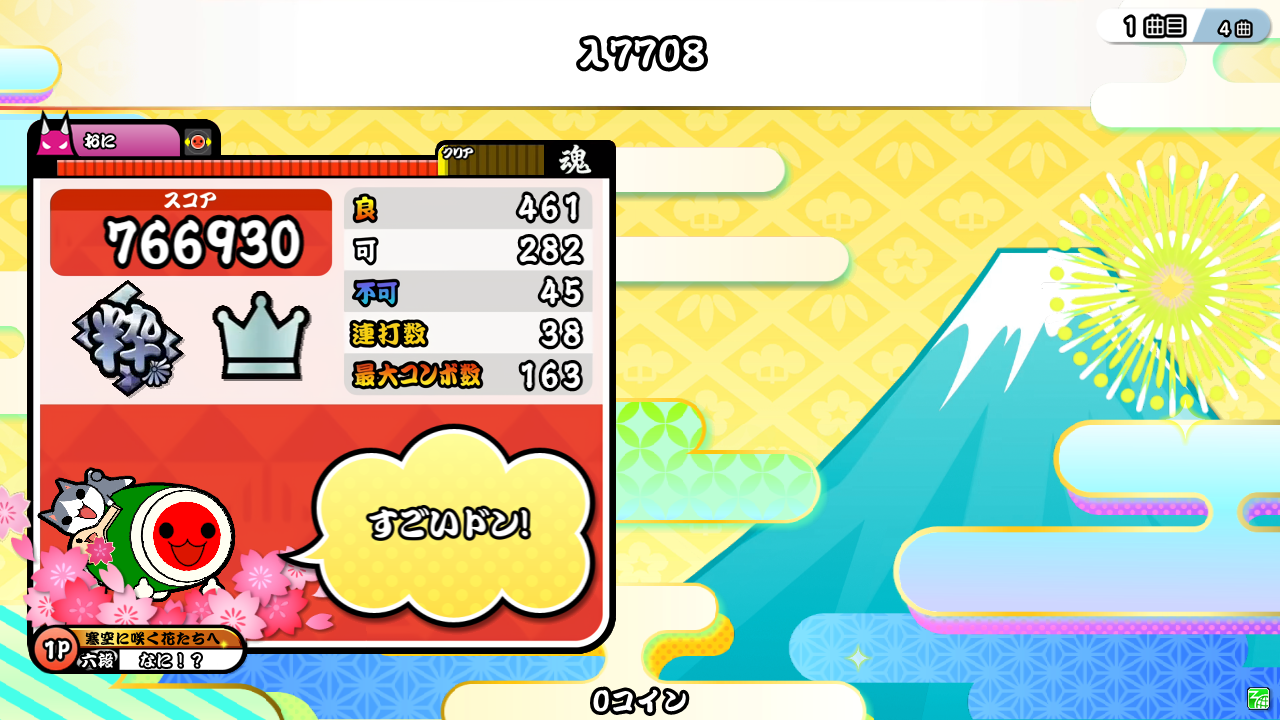 入7708
1曲目
4曲
おに
クリア
魂
スコア
766930
良 461
可 282
不可 45
連打数 38
最大コンボ数 163
粋
すごいドン!
1P
寒空に咲く花たちへ
六段
なに!?
0コイン